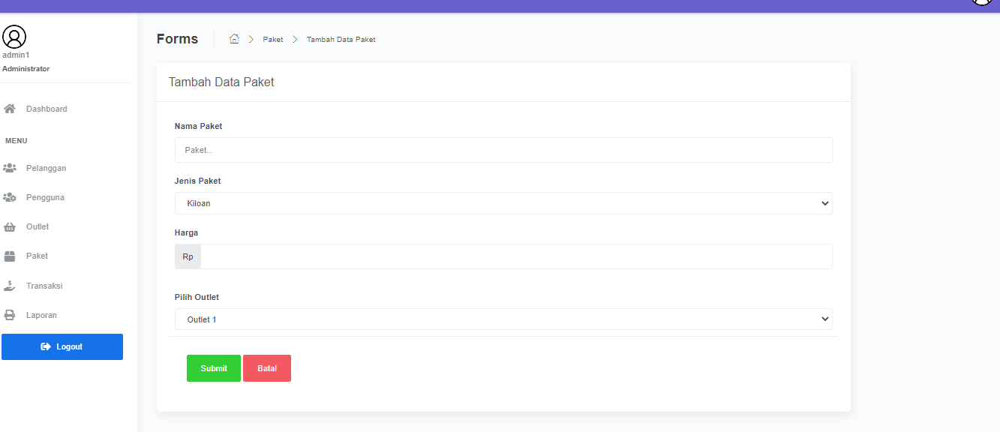 admin1
Administrator
Dashboard
MENU
Pelanggan
Pengguna
Outlet
Paket
Transaksi
Laporan
Logout
Forms
Paket
Tambah Data Paket
Tambah Data Paket
Nama Paket
Paket...
Jenis Paket
Kiloan
Harga
Rp
Pilih Outlet
Outlet 1
Submit
Batal